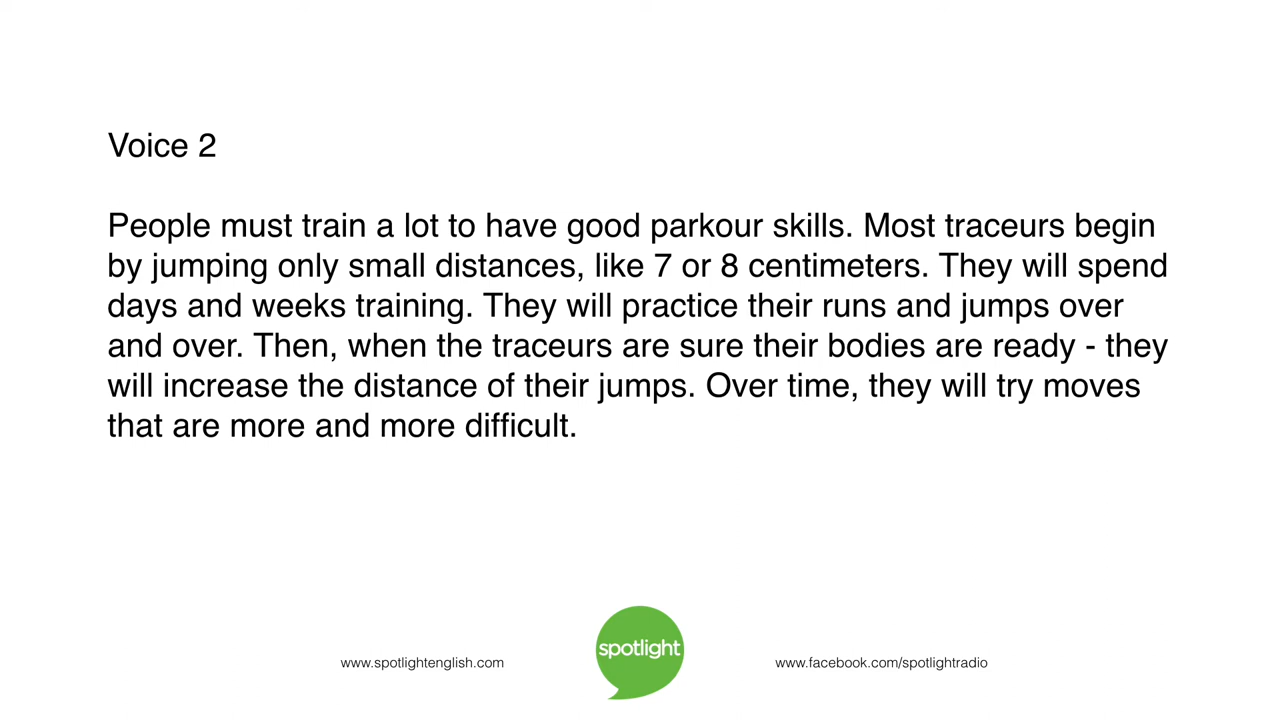 Voice 2
People must train a lot to have good parkour skills. Most traceurs begin
by jumping only small distances, like 7 or 8 centimeters. They will spend
days and weeks training. They will practice their runs and jumps over
and over. Then, when the traceurs are sure their bodies are ready - they
will increase the distance of their jumps. Over time, they will try moves
that are more and more difficult.
spotlight
www.spotlightenglish.com
www.facebook.com/spotlightradio